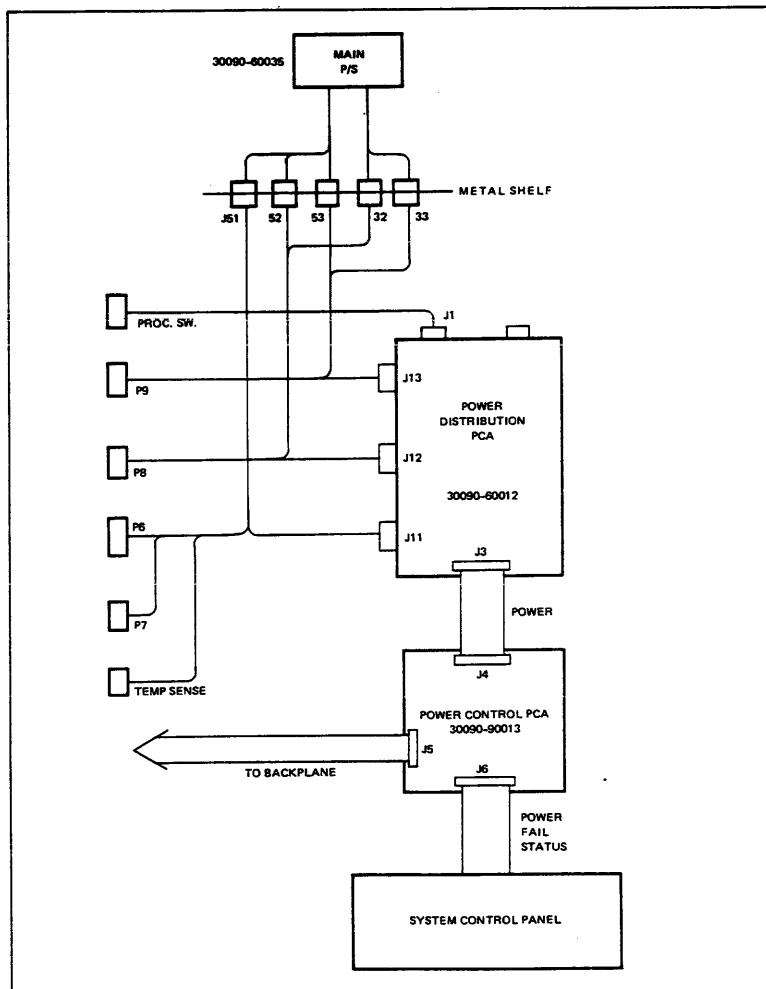 30090-60035
MAIN
P/S
METAL SHELF
J51
52
53
32
33
PROC. SW.
J1
P9
J13
POWER
DISTRIBUTION
PCA
P8
J12
30090-60012
P6
J11
J3
P7
POWER
TEMP SENSE
J4
POWER CONTROL PCA
30090-90013
J5
TO BACKPLANE
J6
POWER
FAIL
STATUS
SYSTEM CONTROL PANEL